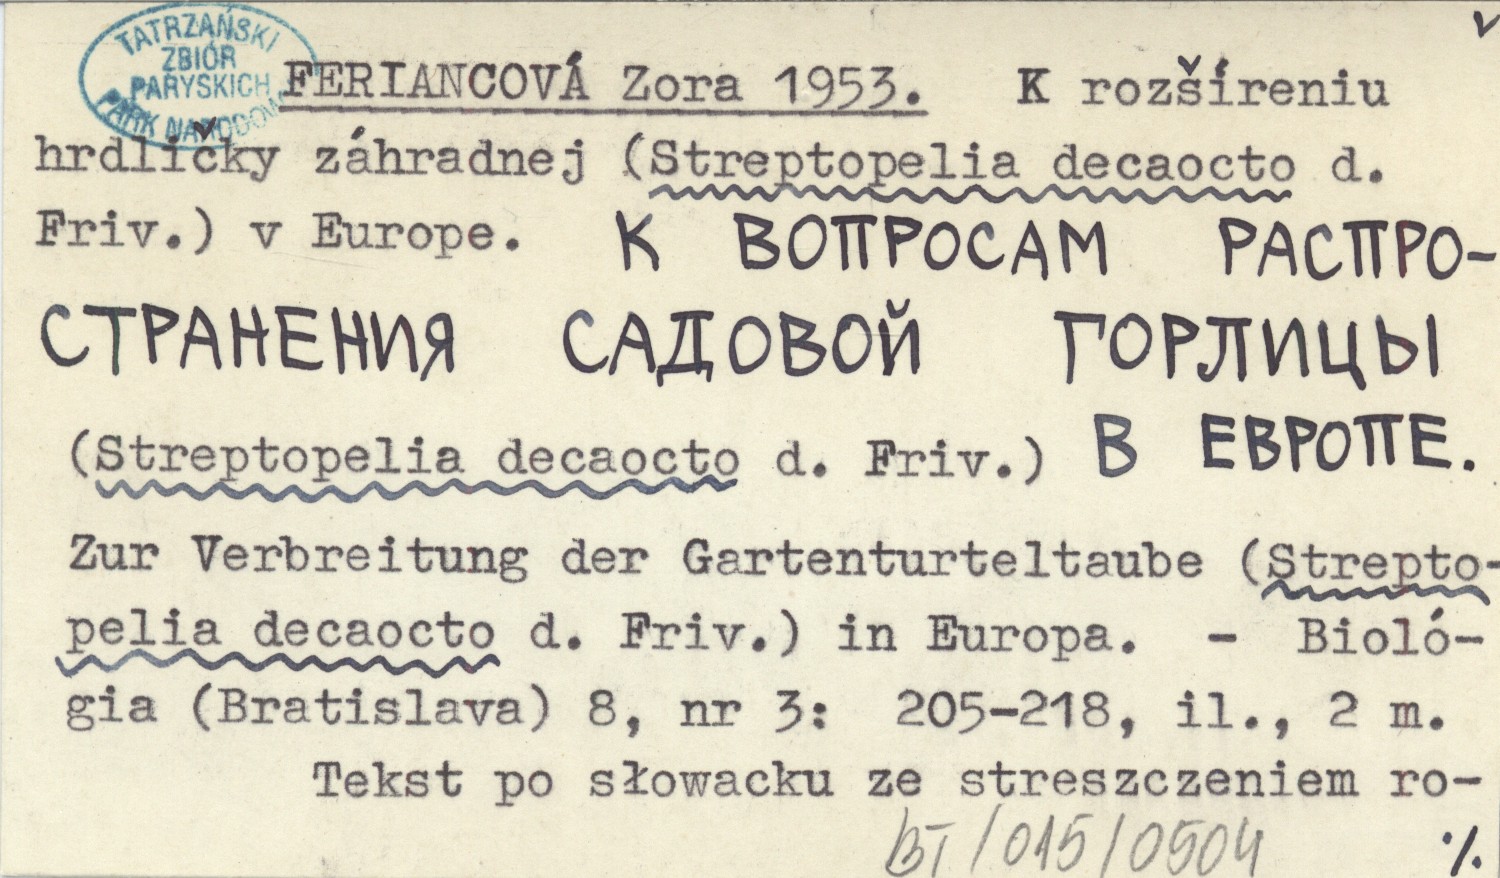 TATRZAŃSKI
ZBIÓR
PARYSKICH
PARK NARODOWY
FERIANCOVÁ Zora 1953. K rozšíreniu
hrdličky záhradnej (Streptopelia decaocto d.
Friv.) v Europe. К ВОПРОСАМ РАСПРО-
СТРАНЕНИЯ САДОВОЙ ГОРЛИЦЫ
(Streptopelia decaocto d. Friv.) В ЕВРОПЕ.
Zur Verbreitung der Gartenturteltaube (Strepto-
pelia decaocto d. Friv.) in Europa. - Bioló-
gia (Bratislava) 8, nr 3: 205-218, il., 2 m.
Tekst po słowacku ze streszczeniem ro-
BT/015/0504
./.